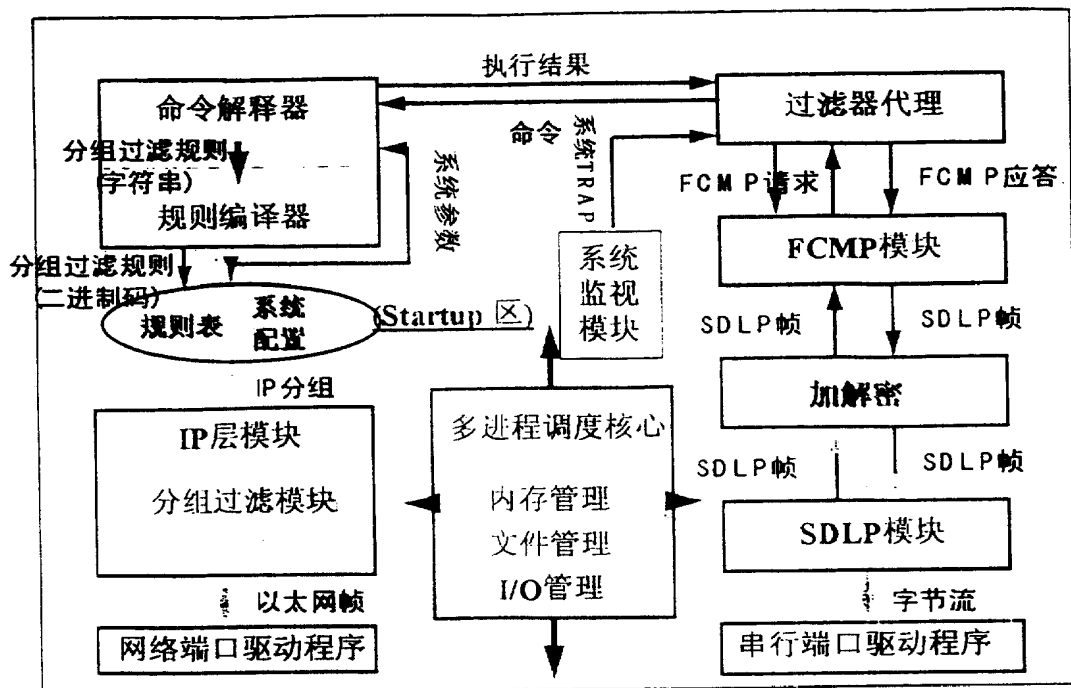 执行结果
命令解释器
过滤器代理
命令
分组过滤规则
(字符串)
系统参数
系统TRAP
FCMP请求
FCMP应答
规则编译器
FCMP模块
分组过滤规则
(二进制码)
系统
监视
模块
规则表
系统
配置
(Startup 区)
SDLP帧
SDLP帧
IP分组
加解密
IP层模块
多进程调度核心
SDLP帧
SDLP帧
分组过滤模块
内存管理
文件管理
I/O管理
SDLP模块
以太网帧
字节流
网络端口驱动程序
串行端口驱动程序